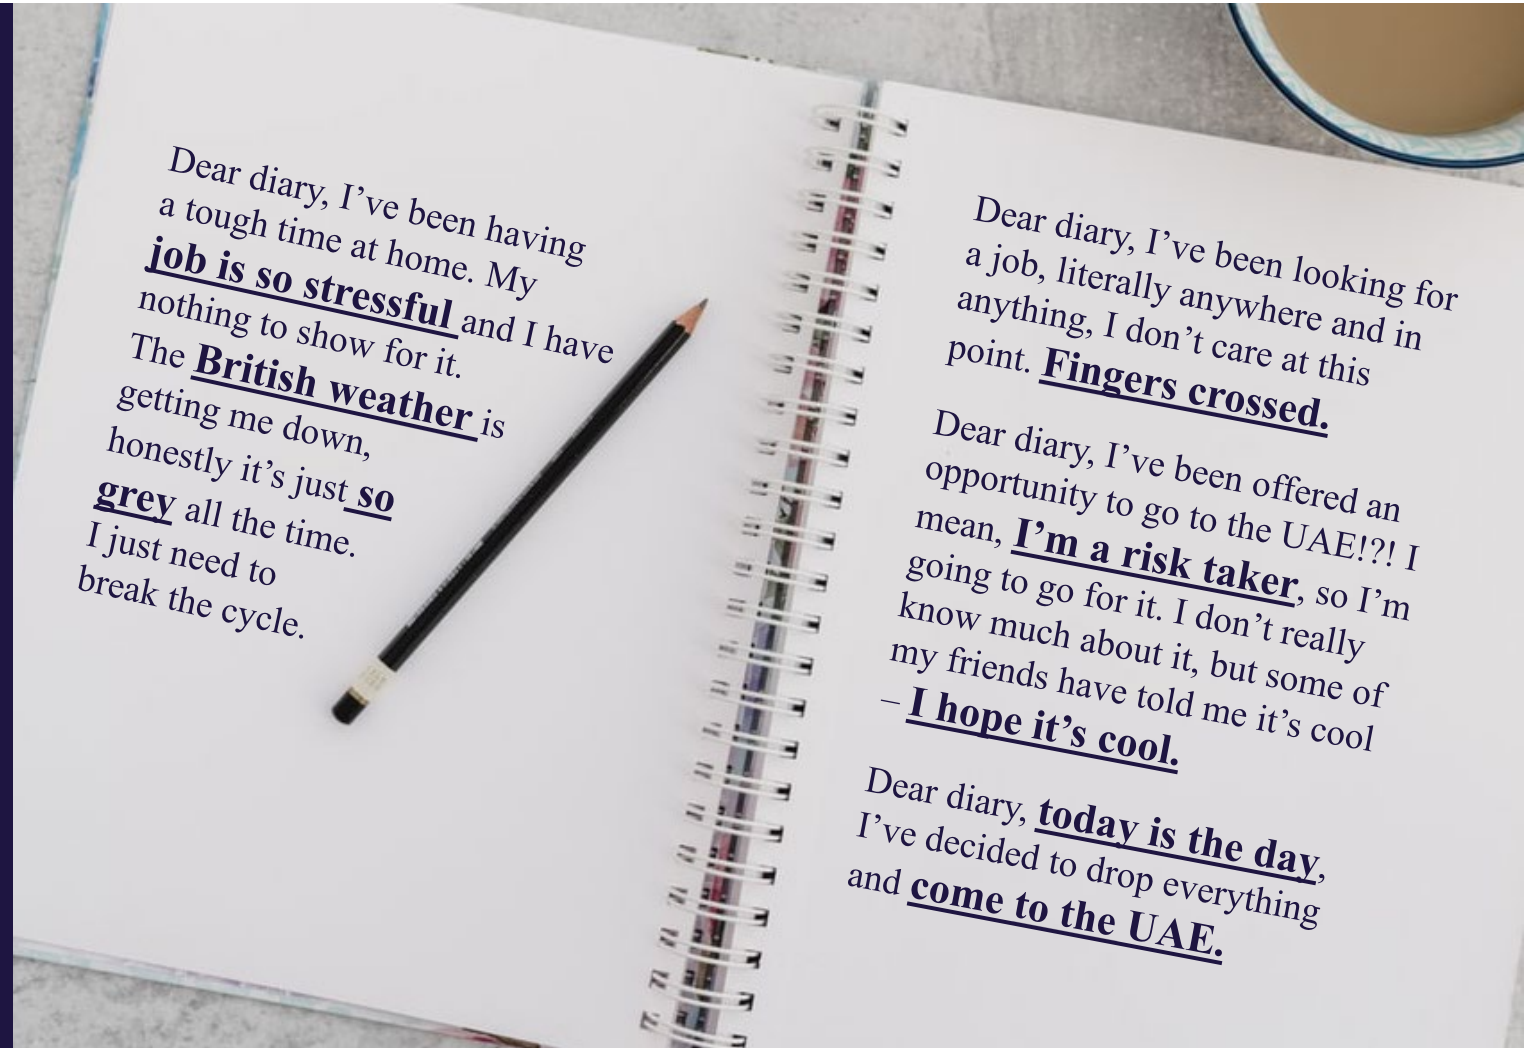 Dear diary, I’ve been having
a tough time at home. My
job is so stressful and I have
nothing to show for it.
The British weather is
getting me down,
honestly it’s just so
grey all the time.
I just need to
break the cycle.
Dear diary, I’ve been looking for
a job, literally anywhere and in
anything, I don’t care at this
point. Fingers crossed.
Dear diary, I’ve been offered an
opportunity to go to the UAE!?! I
mean, I’m a risk taker, so I’m
going to go for it. I don’t really
know much about it, but some of
my friends have told me it’s cool
– I hope it’s cool.
Dear diary, today is the day,
I’ve decided to drop everything
and come to the UAE.